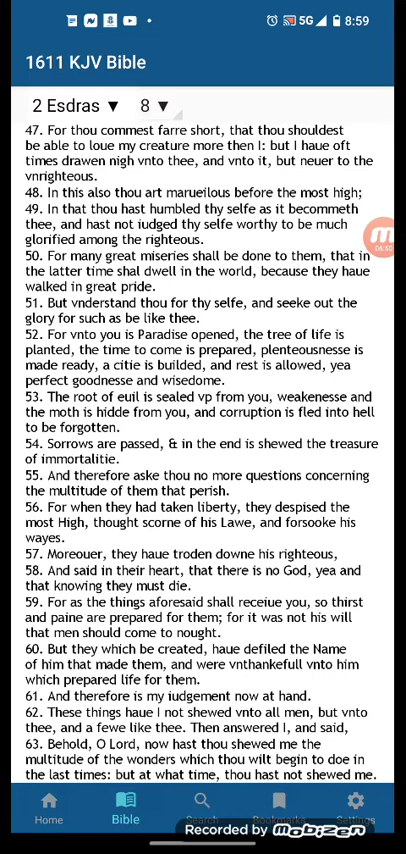 5G 8:59
1611 KJV Bible
2 Esdras ▼ 8 ▼
47. For thou commest farre short, that thou shouldest
be able to loue my creature more then I: but I haue oft
times drawen nigh vnto thee, and vnto it, but neuer to the
vnrighteous.
48. In this also thou art marueilous before the most high;
49. In that thou hast humbled thy selfe as it becommeth
thee, and hast not iudged thy selfe worthy to be much
glorified among the righteous.
50. For many great miseries shall be done to them, that in
the latter time shal dwell in the world, because they haue
walked in great pride.
51. But vnderstand thou for thy selfe, and seeke out the
glory for such as be like thee.
52. For vnto you is Paradise opened, the tree of life is
planted, the time to come is prepared, plenteousnesse is
made ready, a citie is builded, and rest is allowed, yea
perfect goodnesse and wisedome.
53. The root of euil is sealed vp from you, weakenesse and
the moth is hidde from you, and corruption is fled into hell
to be forgotten.
54. Sorrows are passed, & in the end is shewed the treasure
of immortalitie.
55. And therefore aske thou no more questions concerning
the multitude of them that perish.
56. For when they had taken liberty, they despised the
most High, thought scorne of his Lawe, and forsooke his
wayes.
57. Moreouer, they haue troden downe his righteous,
58. And said in their heart, that there is no God, yea and
that knowing they must die.
59. For as the things aforesaid shall receiue you, so thirst
and paine are prepared for them; for it was not his will
that men should come to nought.
60. But they which be created, haue defiled the Name
of him that made them, and were vnthankefull vnto him
which prepared life for them.
61. And therefore is my iudgement now at hand.
62. These things haue I not shewed vnto all men, but vnto
thee, and a fewe like thee. Then answered I, and said,
63. Behold, O Lord, now hast thou shewed me the
multitude of the wonders which thou wilt begin to doe in
the last times: but at what time, thou hast not shewed me.
Home Bible Search Bookmarks Settings
Recorded by mobizen